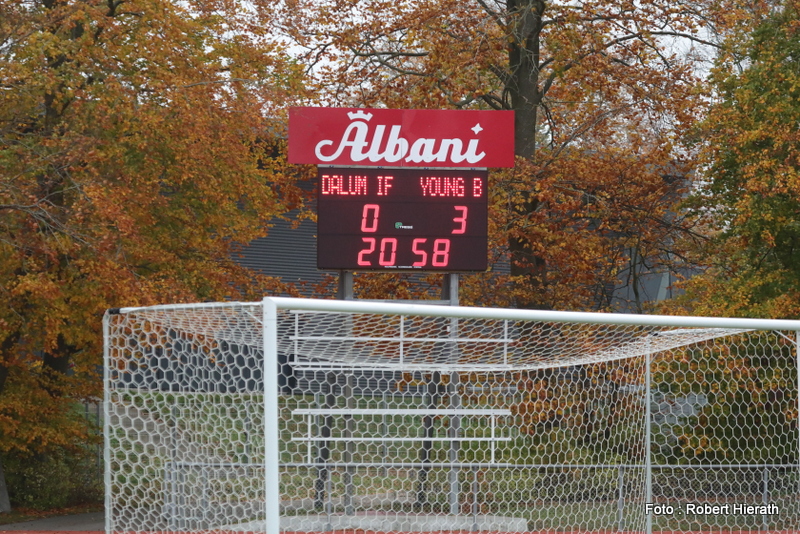 Albani
DALUM IF YOUNG B
0 3
20 58
Foto : Robert Hierath